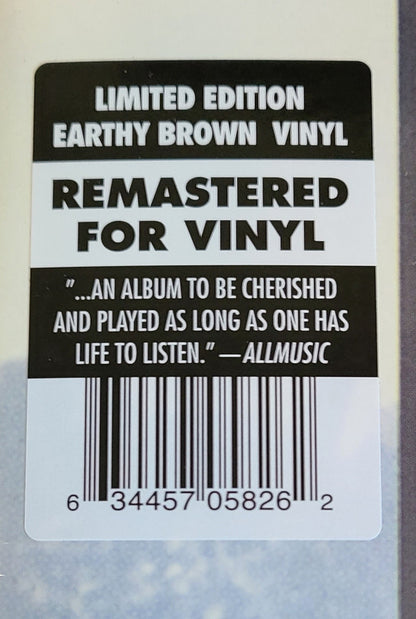 LIMITED EDITION
EARTHY BROWN VINYL
REMASTERED
FOR VINYL
"...AN ALBUM TO BE CHERISHED
AND PLAYED AS LONG AS ONE HAS
LIFE TO LISTEN." —ALLMUSIC
6 34457 05826 2